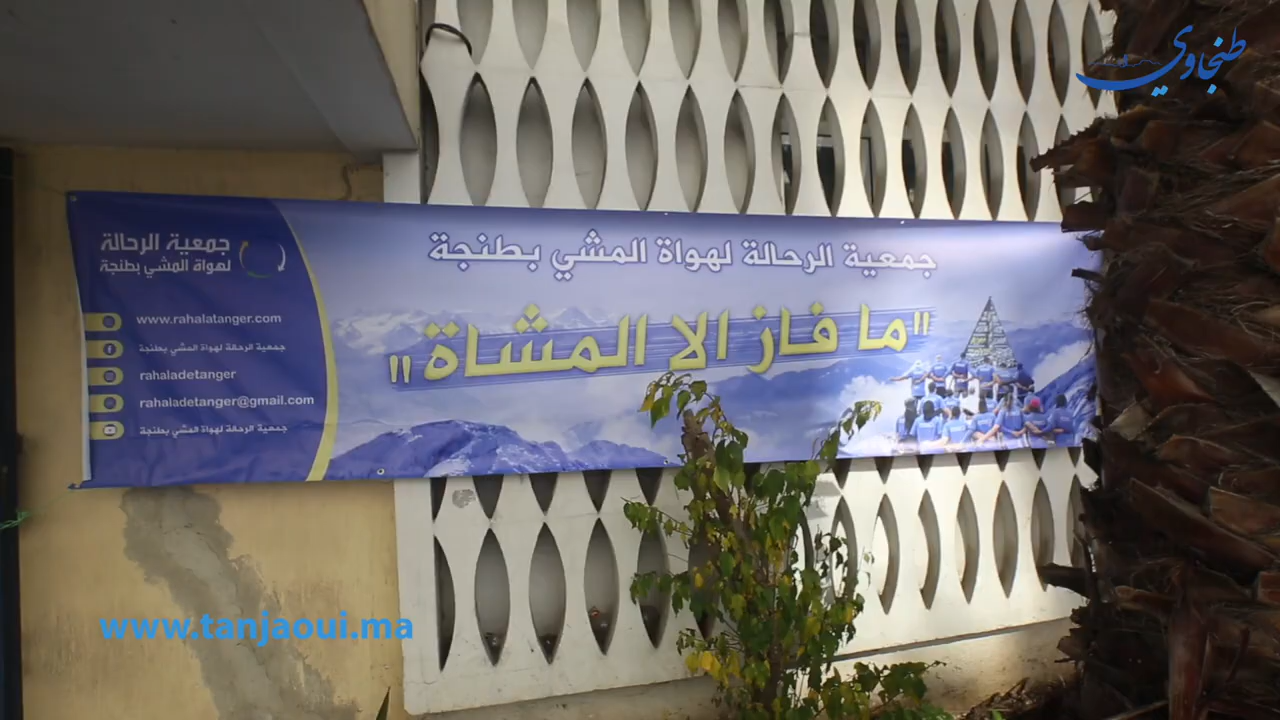 طنجاوي
جمعية الرحالة
لهواة المشي بطنجة
www.rahalatanger.com
جمعية الرحالة لهواة المشي بطنجة
rahaladetanger
rahaladetanger@gmail.com
جمعية الرحالة لهواة المشي بطنجة
جمعية الرحالة لهواة المشي بطنجة
"ما فاز الا المشاة"
www.tanjaoui.ma